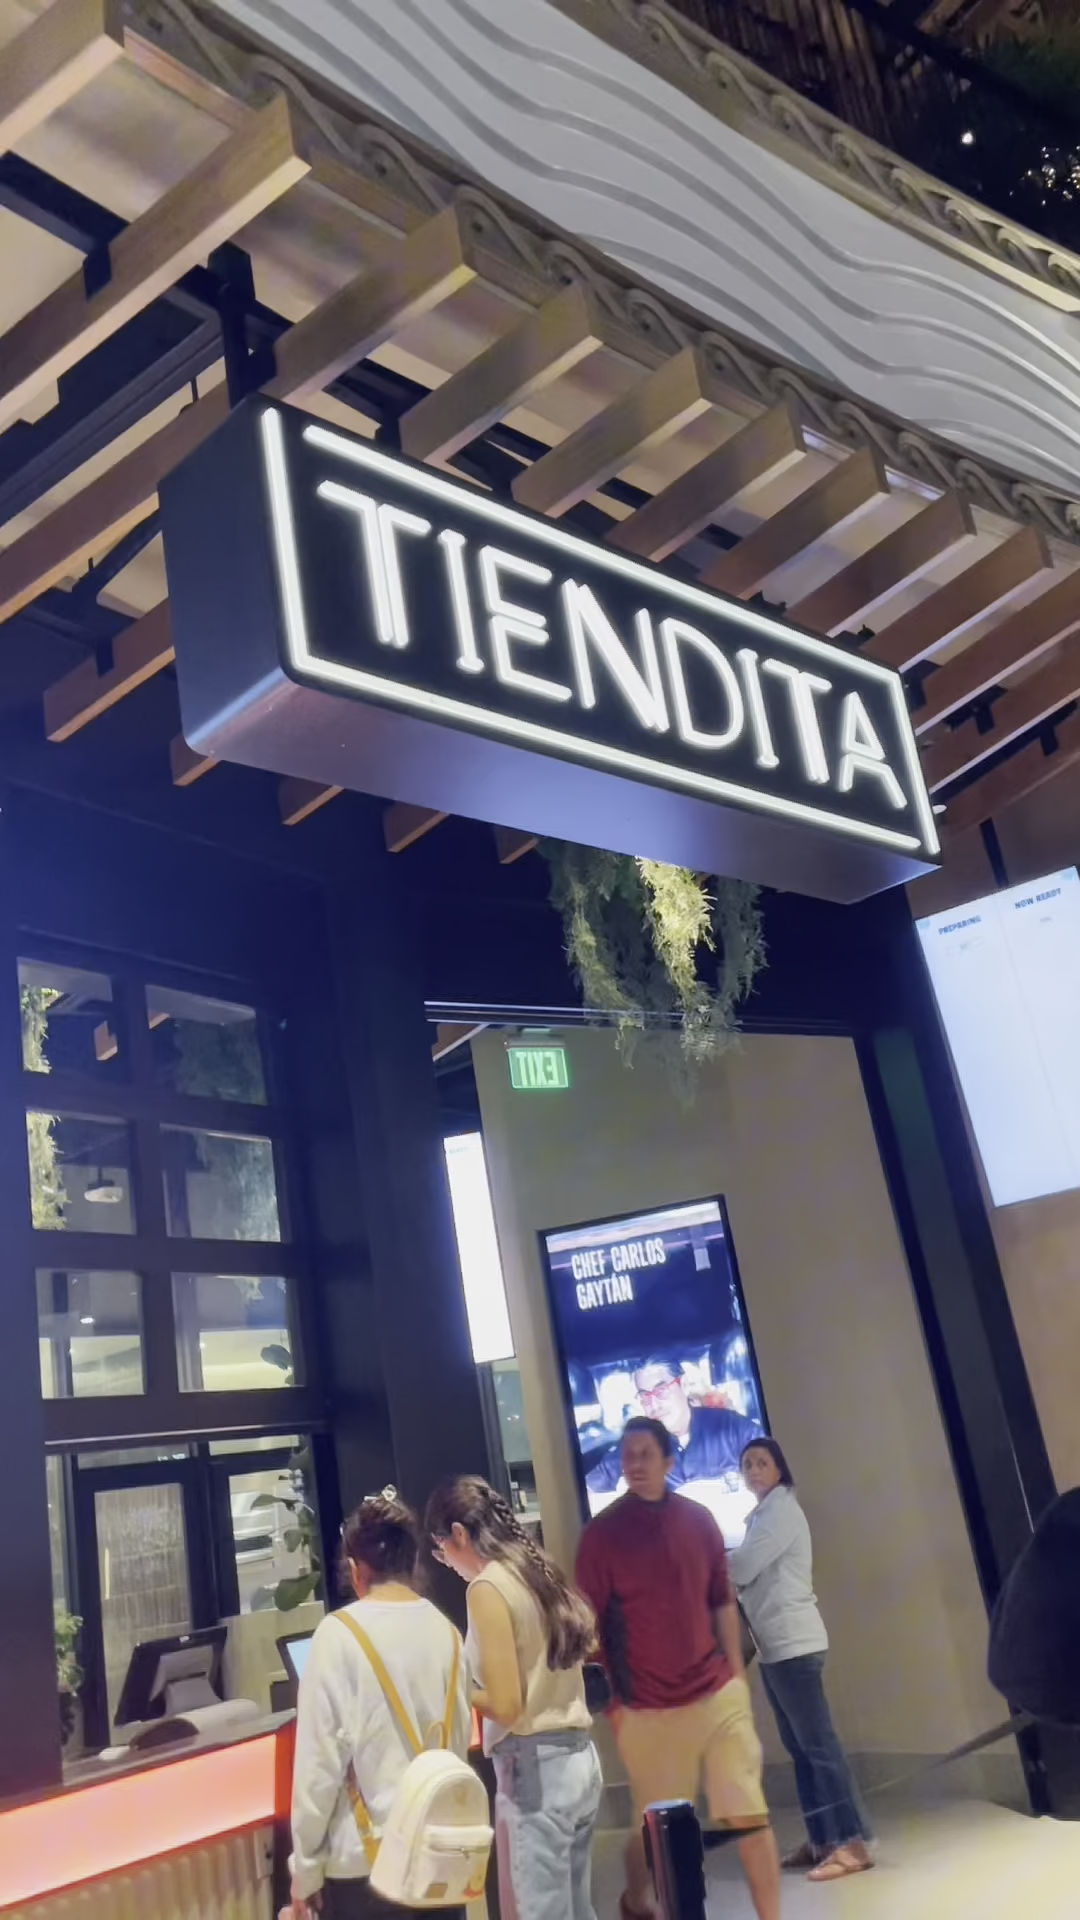 TIENDITA
PREPARING
NOW READY
EXIT
CHEF CARLOS
GAYTÁN